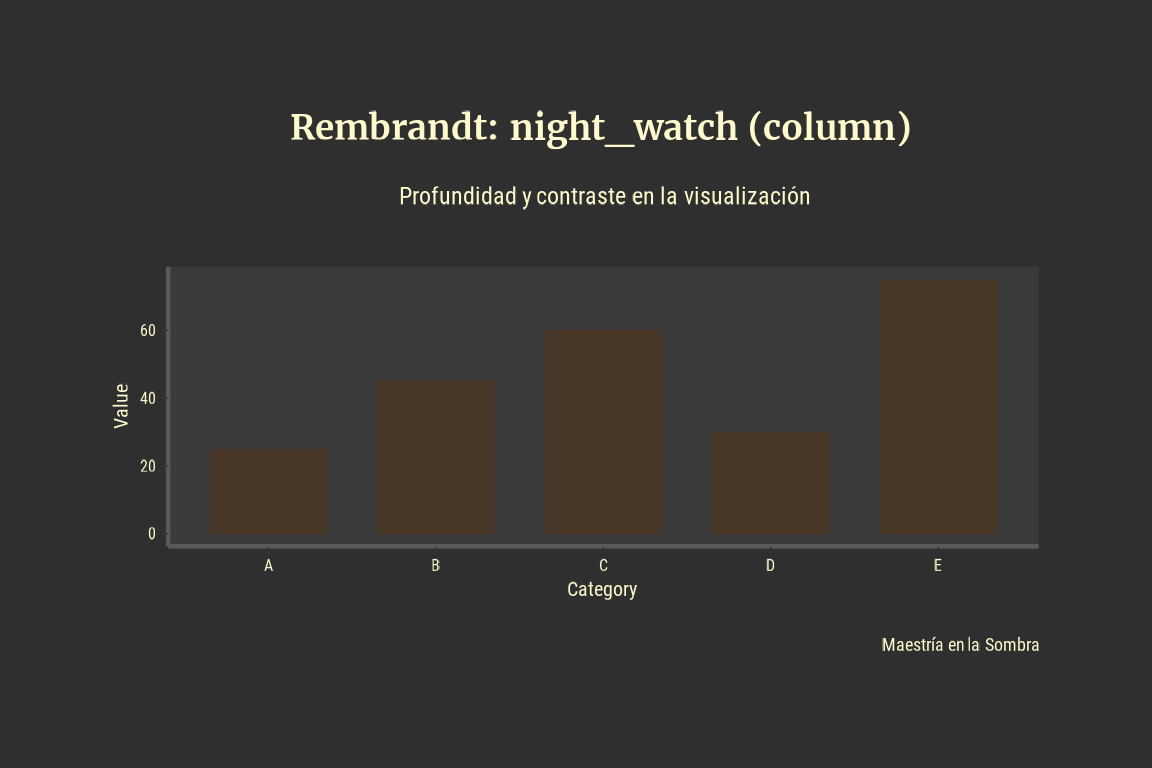 Rembrandt: night_watch (column)
Profundidad y contraste en la visualización
Value
60
40
20
0
A B C D E
Category
Maestría en la Sombra